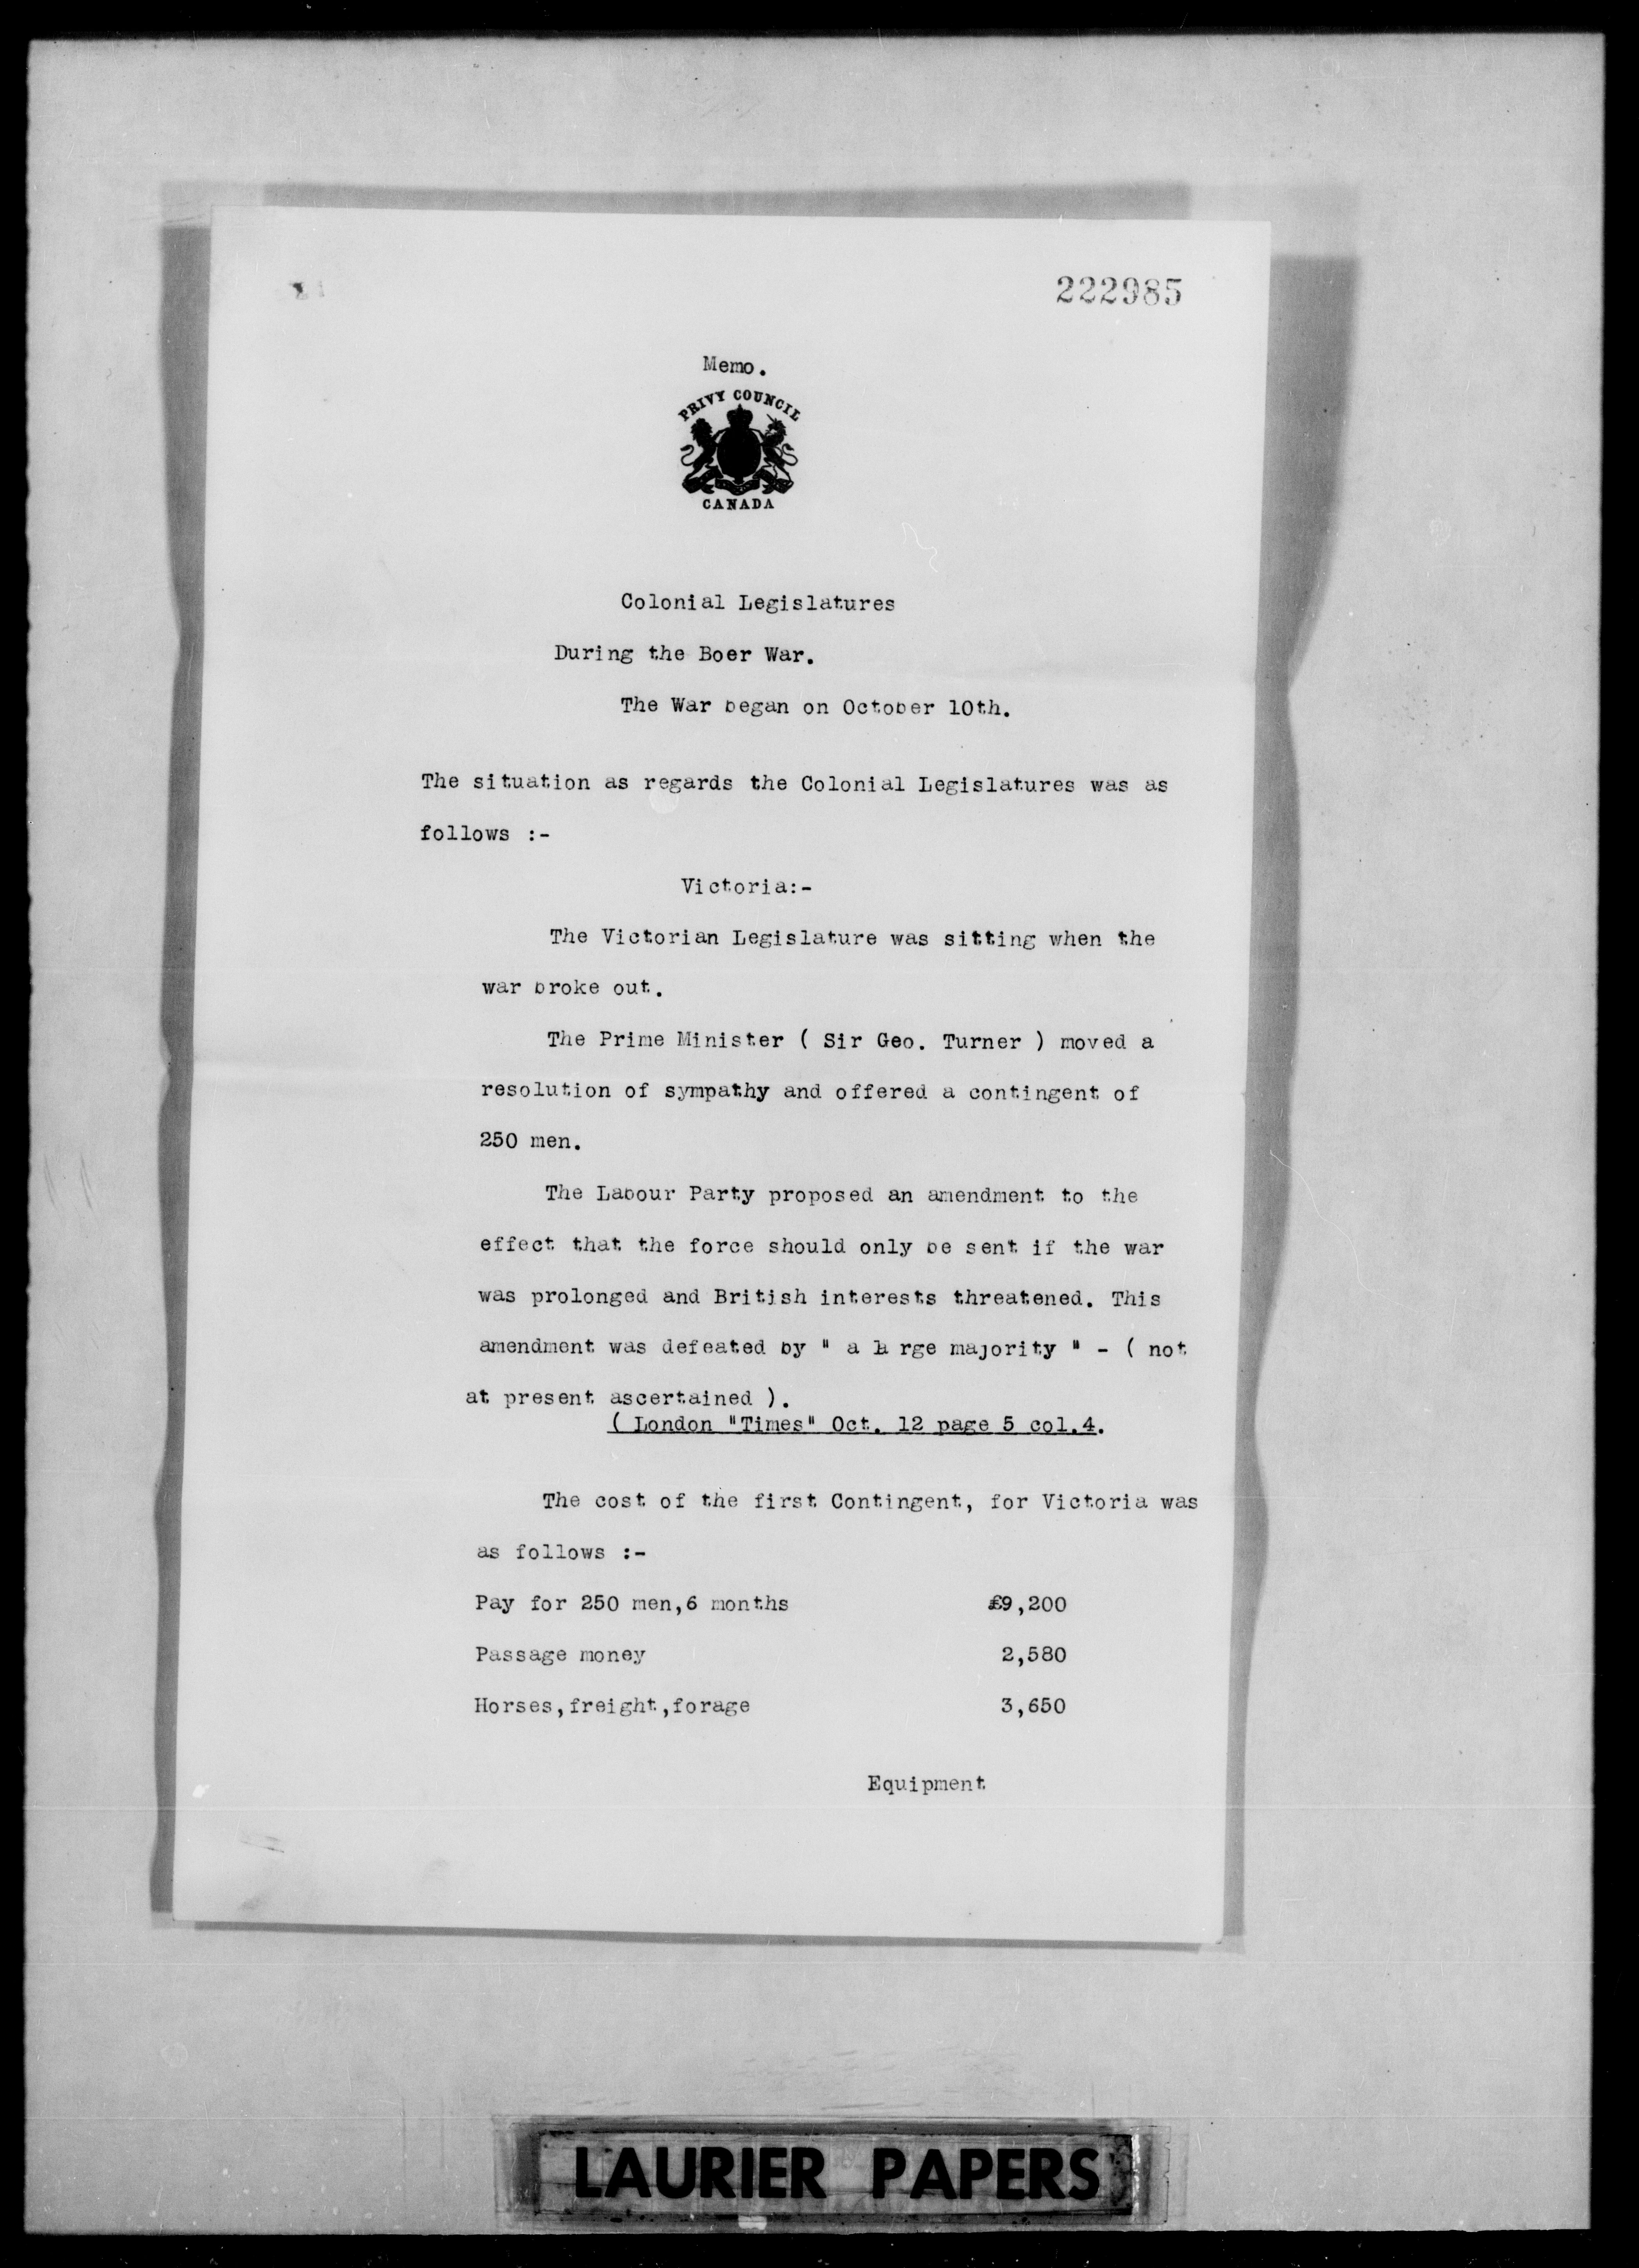 222985
Memo.
PRIVY COUNCIL
CANADA
Colonial Legislatures
During the Boer War.
The War began on October 10th.
The situation as regards the Colonial Legislatures was as
follows :-
Victoria:-
The Victorian Legislature was sitting when the
war broke out.
The Prime Minister ( Sir Geo. Turner ) moved a
resolution of sympathy and offered a contingent of
250 men.
The Labour Party proposed an amendment to the
effect that the force should only be sent if the war
was prolonged and British interests threatened. This
amendment was defeated by " a la rge majority " - ( not
at present ascertained ).
( London "Times" Oct. 12 page 5 col.4.
The cost of the first Contingent, for Victoria was
as follows :-
Pay for 250 men,6 months £9,200
Passage money 2,580
Horses,freight,forage 3,650
Equipment
LAURIER PAPERS